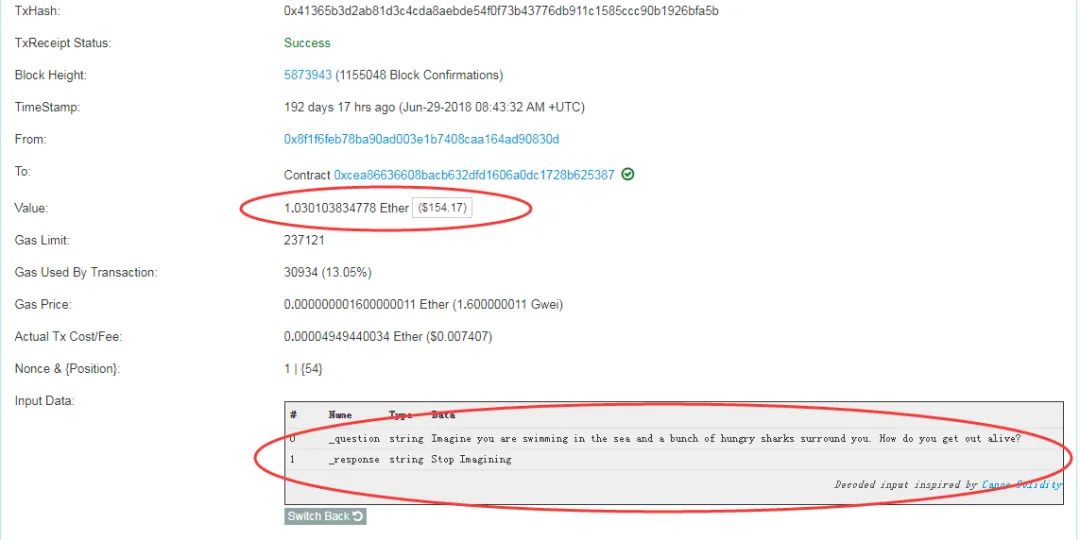 TxHash: 0x41365b3d2ab81d3c4cda8aebde54f0f73b43776db911c1585ccc90b1926bfa5b
TxReceipt Status: Success
Block Height: 5873943 (1155048 Block Confirmations)
TimeStamp: 192 days 17 hrs ago (Jun-29-2018 08:43:32 AM +UTC)
From: 0x8f1f6feb78ba90ad003e1b7408caa164ad90830d
To: Contract 0xcea86636608bacb632dfd1606a0dc1728b625387
Value: 1.030103834778 Ether ($154.17)
Gas Limit: 237121
Gas Used By Transaction: 30934 (13.05%)
Gas Price: 0.000000001600000011 Ether (1.600000011 Gwei)
Actual Tx Cost/Fee: 0.00004949440034 Ether ($0.007407)
Nonce & {Position}: 1 | {54}
Input Data:
# Name Type Data
0 _question string Imagine you are swimming in the sea and a bunch of hungry sharks surround you. How do you get out alive?
1 _response string Stop Imagining
Decoded input inspired by Canoe Solidity
Switch Back